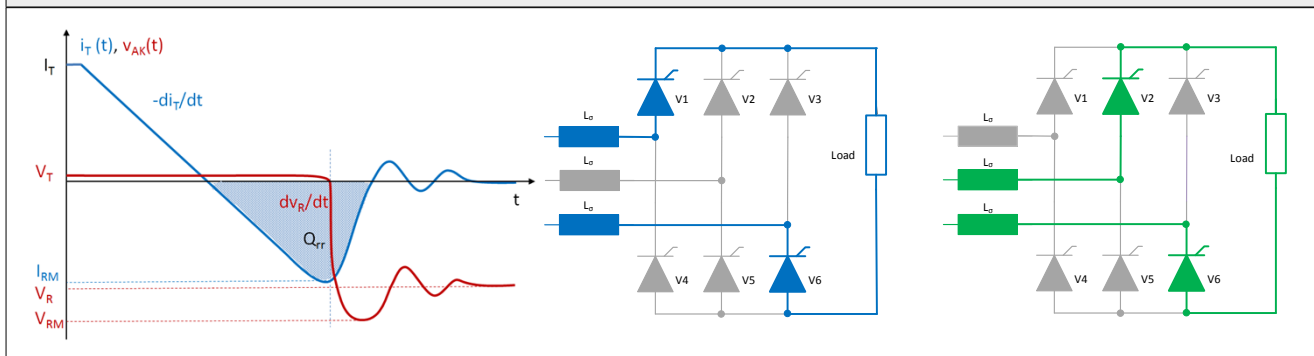 i_T (t), v_AK(t)
I_T
-di_T/dt
V_T
dv_R/dt
t
Q_rr
I_RM
V_R
V_RM
V1
V2
V3
L_σ
L_σ
L_σ
Load
V4
V5
V6
V1
V2
V3
L_σ
L_σ
L_σ
Load
V4
V5
V6